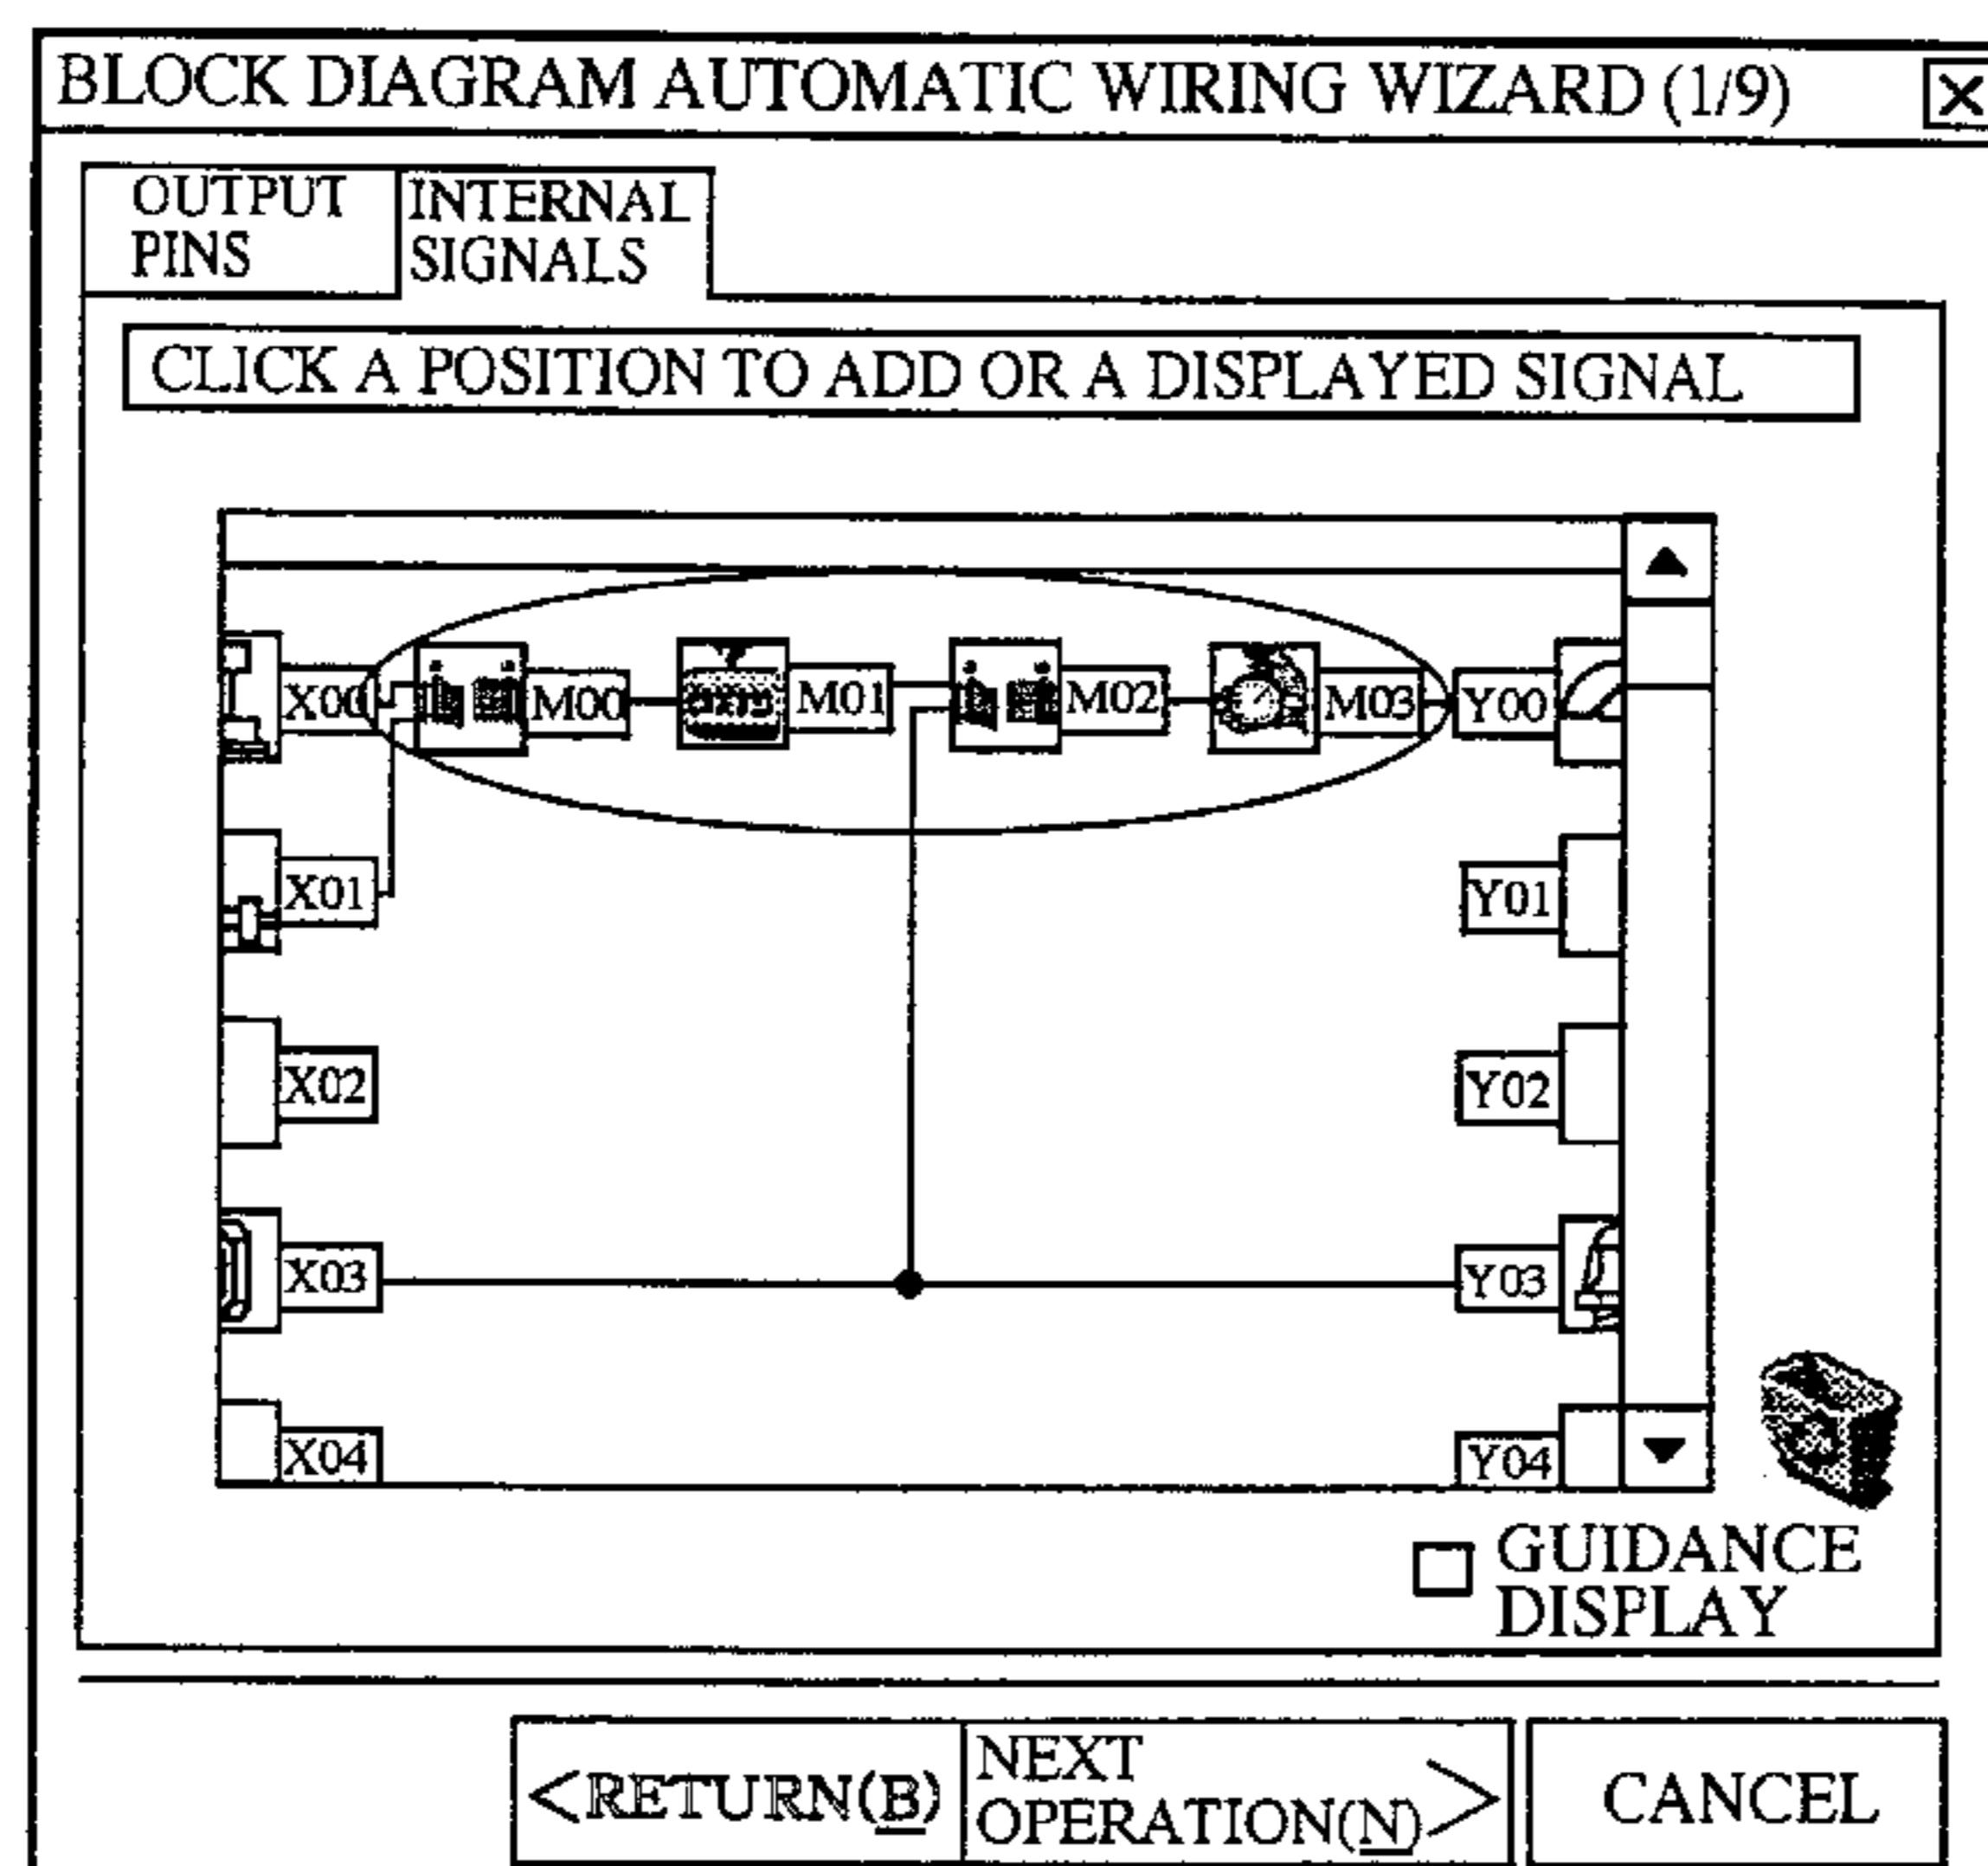 BLOCK DIAGRAM AUTOMATIC WIRING WIZARD (1/9)
OUTPUT
PINS
INTERNAL
SIGNALS
CLICK A POSITION TO ADD OR A DISPLAYED SIGNAL
X00 M00 M01 M02 M03 Y00
X01 Y01
X02 Y02
X03 Y03
X04 Y04
GUIDANCE
DISPLAY
<RETURN(B)
NEXT
OPERATION(N)>
CANCEL